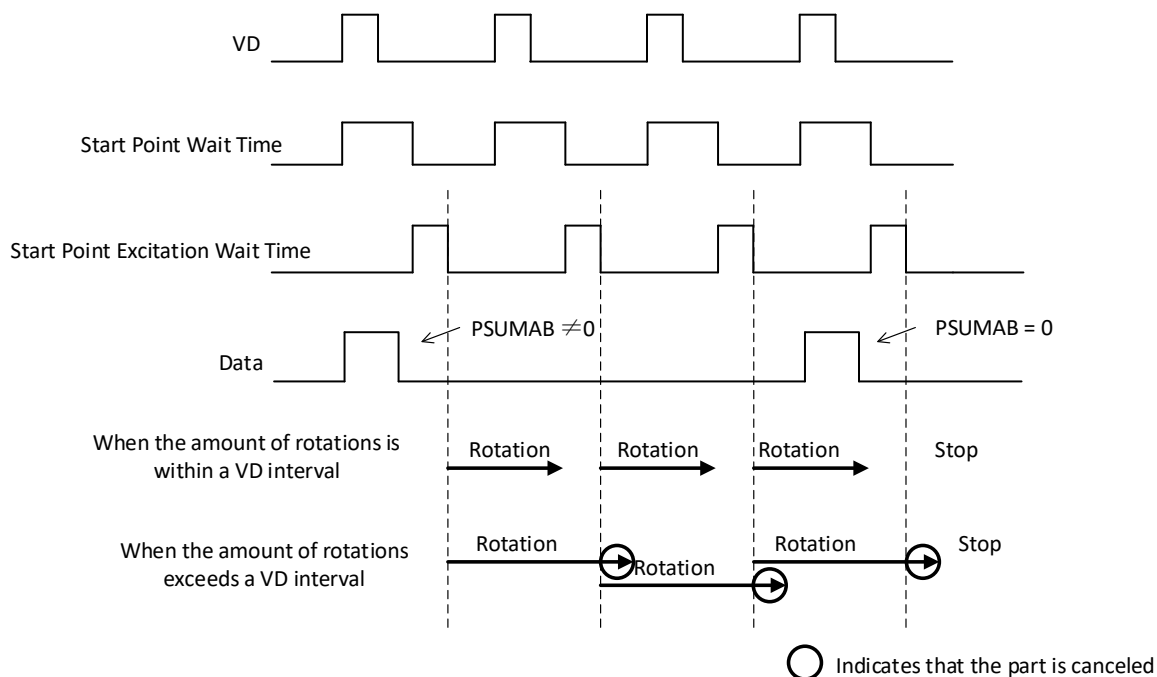 VD
Start Point Wait Time
Start Point Excitation Wait Time
PSUMAB ≠0
PSUMAB = 0
Data
When the amount of rotations is
within a VD interval
Rotation
Rotation
Rotation
Stop
When the amount of rotations
exceeds a VD interval
Rotation
Rotation
Rotation
Stop
Indicates that the part is canceled